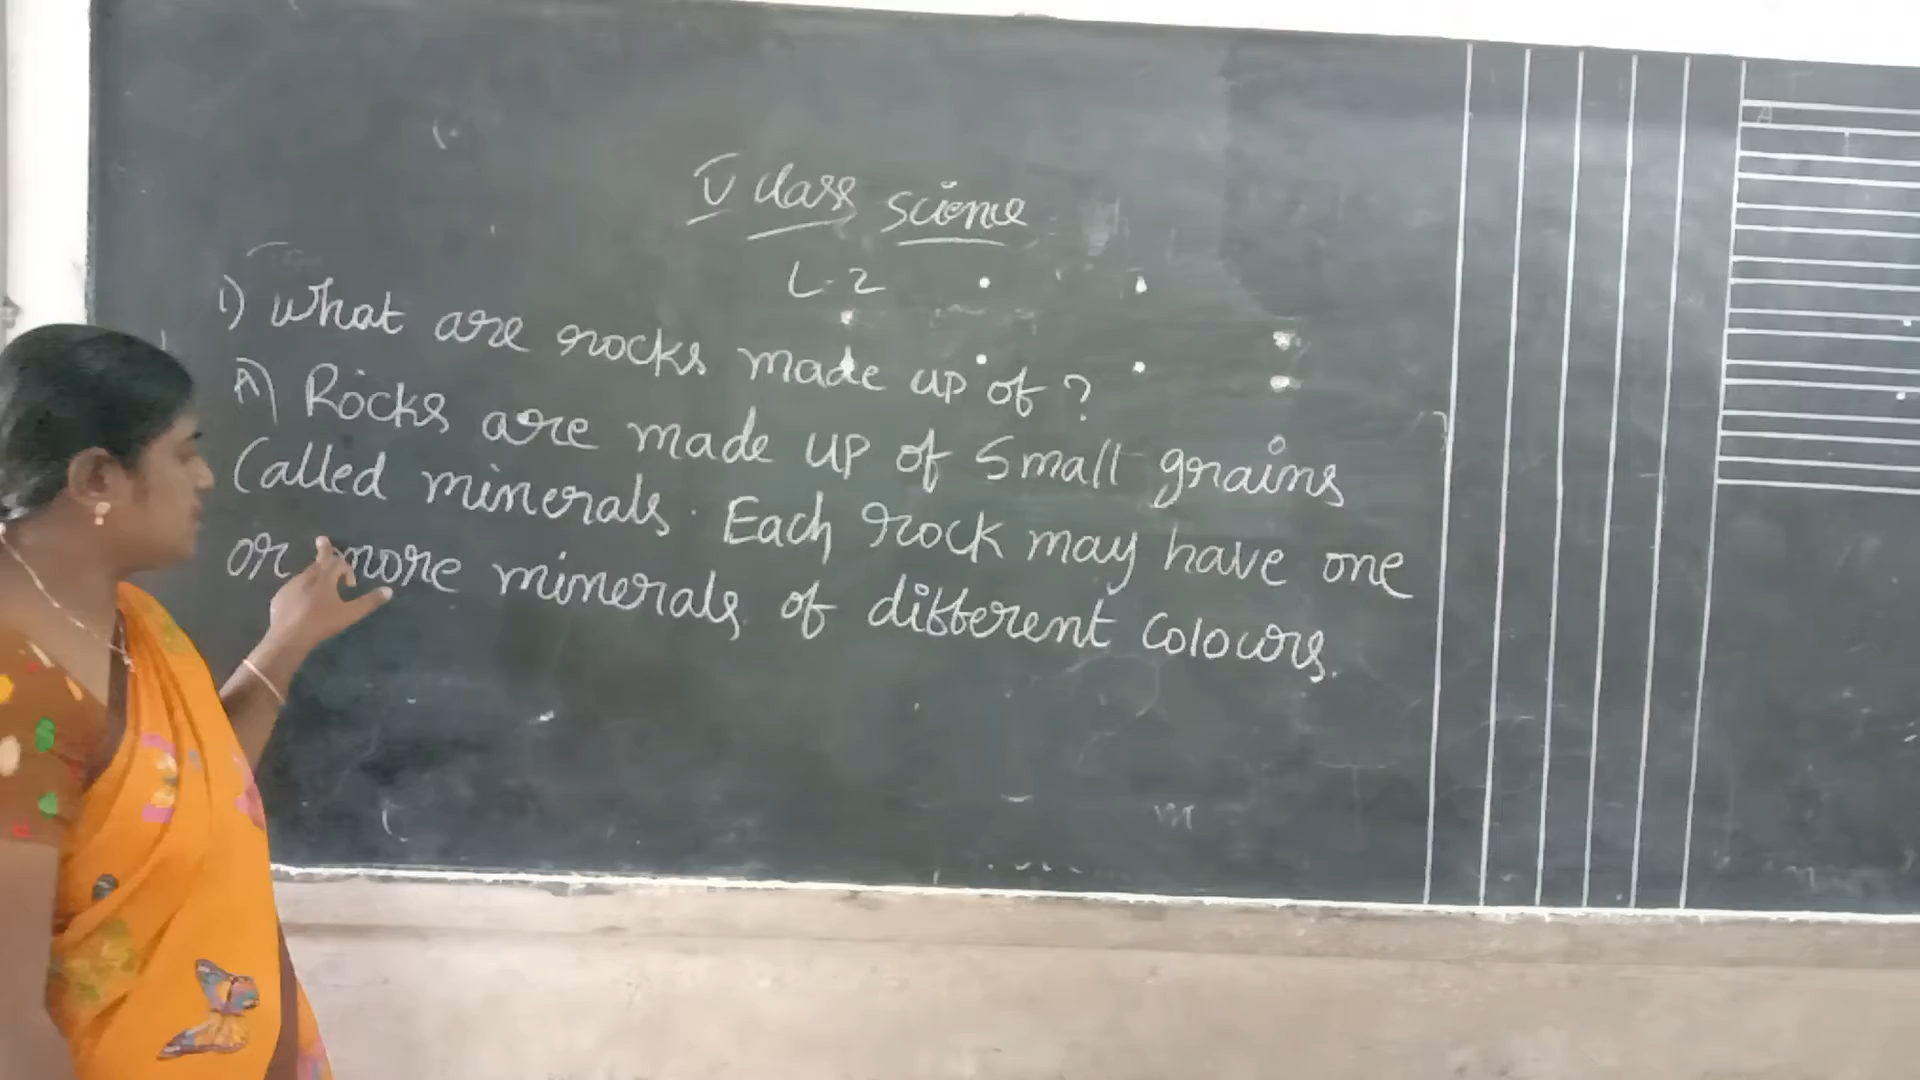 V class science
L-2
1) what are rocks made up of?
A) Rocks are made up of Small grains
Called minerals. Each rock may have one
or more minerals of different Colours.